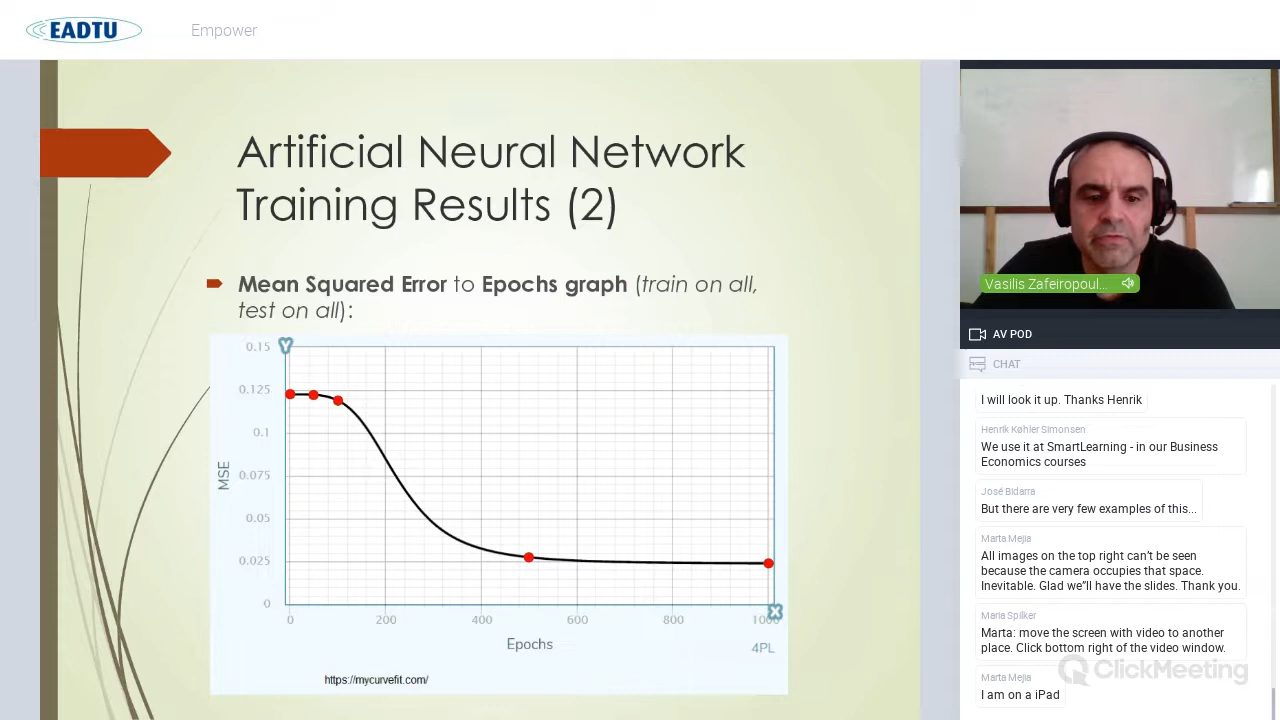 EADTU
Empower
Artificial Neural Network
Training Results (2)
Mean Squared Error to Epochs graph (train on all,
test on all):
Y
0.15
0.125
0.1
0.075
0.05
0.025
0
MSE
0
200
400
600
800
1000
X
Epochs
4PL
https://mycurvefit.com/
Vasilis Zafeiropoul...
AV POD
CHAT
I will look it up. Thanks Henrik
Henrik Køhler Simonsen
We use it at SmartLearning - in our Business
Economics courses
José Bidarra
But there are very few examples of this...
Marta Mejia
All images on the top right can't be seen
because the camera occupies that space.
Inevitable. Glad we"ll have the slides. Thank you.
Maria Spilker
Marta: move the screen with video to another
place. Click bottom right of the video window.
ClickMeeting
Marta Mejia
I am on a iPad